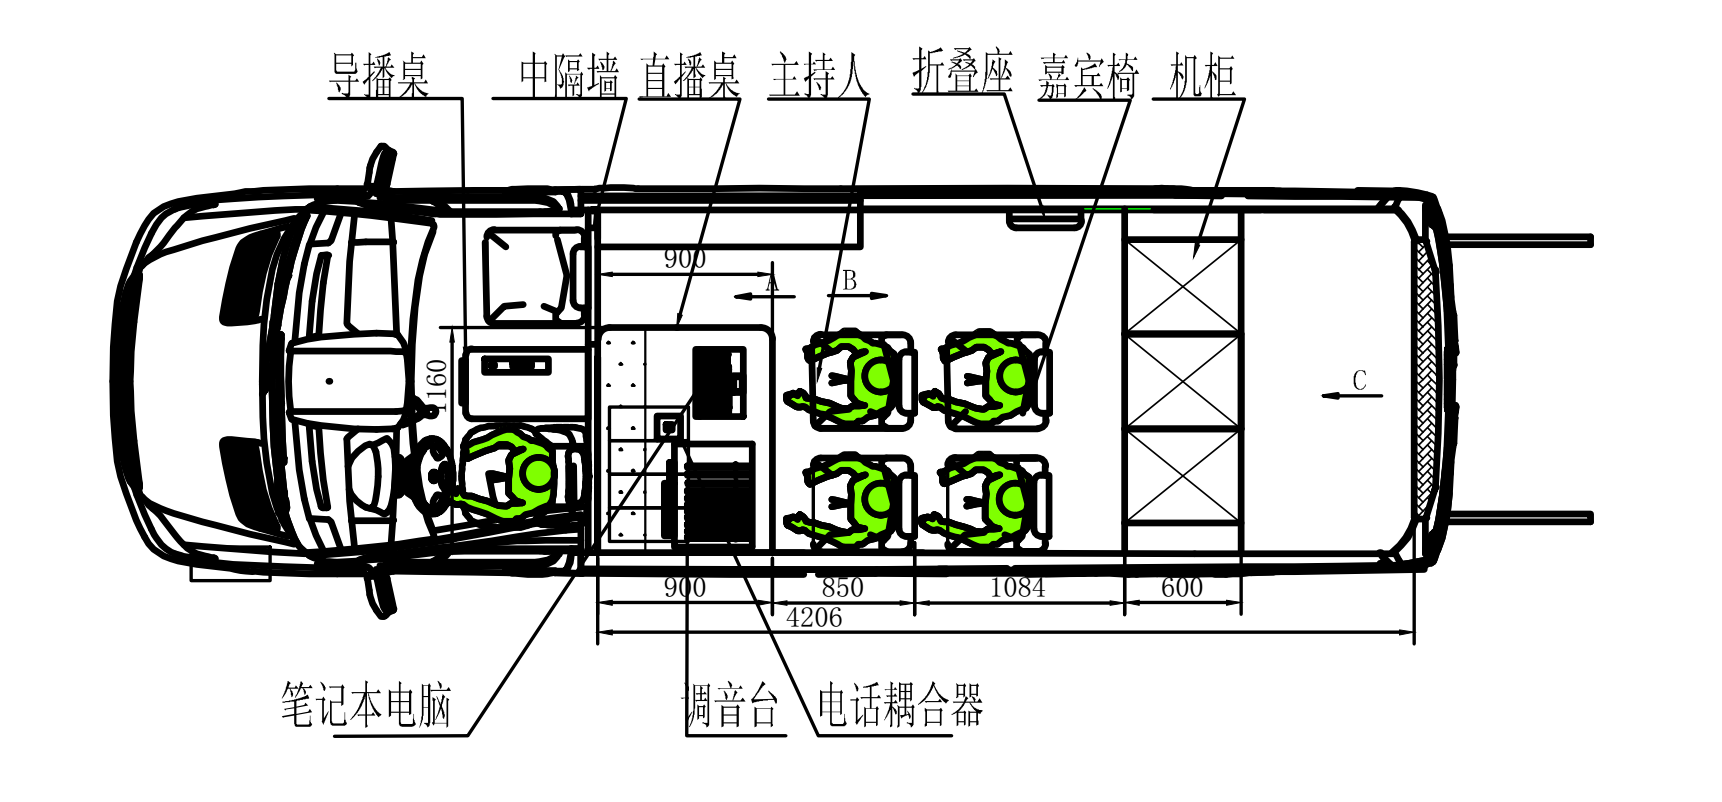 导播桌
中隔墙
直播桌
主持人
折叠座
嘉宾椅
机柜
900
A
B
1160
C
900
850
1084
600
4206
笔记本电脑
调音台
电话耦合器